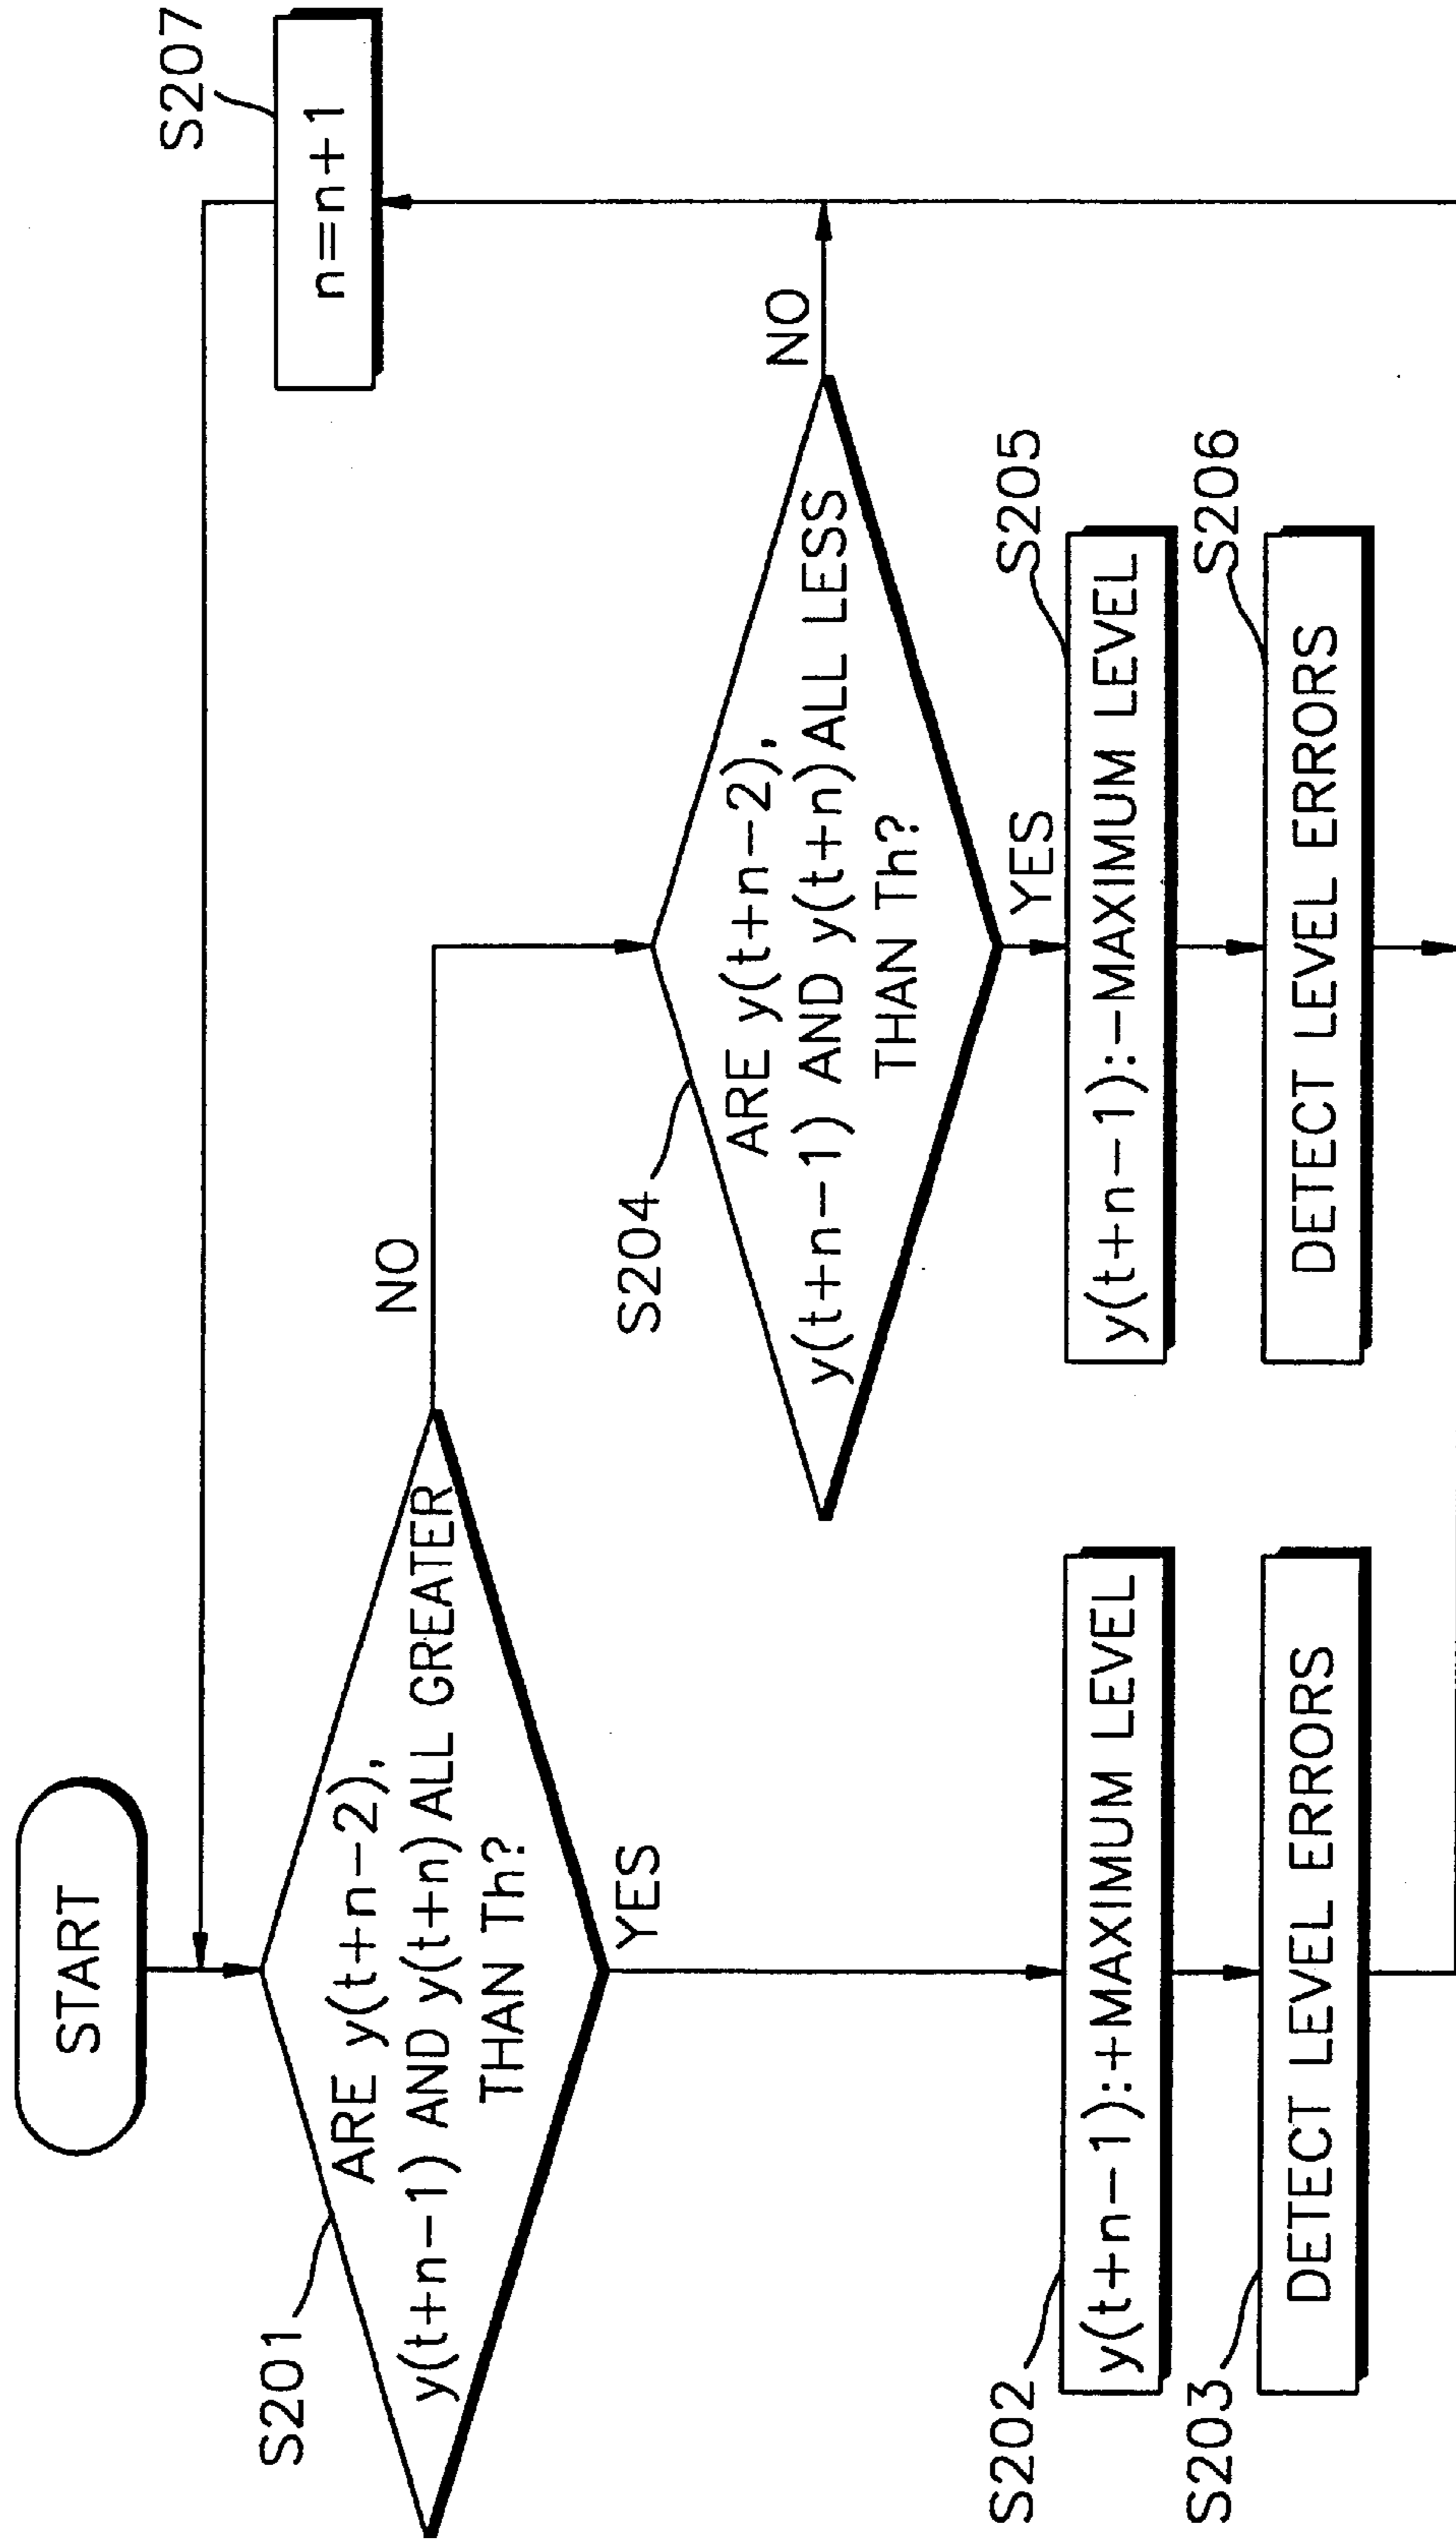 START
S201
ARE y(t+n-2),
y(t+n-1) AND y(t+n) ALL GREATER
THAN Th?
NO
YES
S202
y(t+n-1):+MAXIMUM LEVEL
S203
DETECT LEVEL ERRORS
S204
ARE y(t+n-2),
y(t+n-1) AND y(t+n) ALL LESS
THAN Th?
NO
YES
S205
y(t+n-1):-MAXIMUM LEVEL
S206
DETECT LEVEL ERRORS
S207
n=n+1